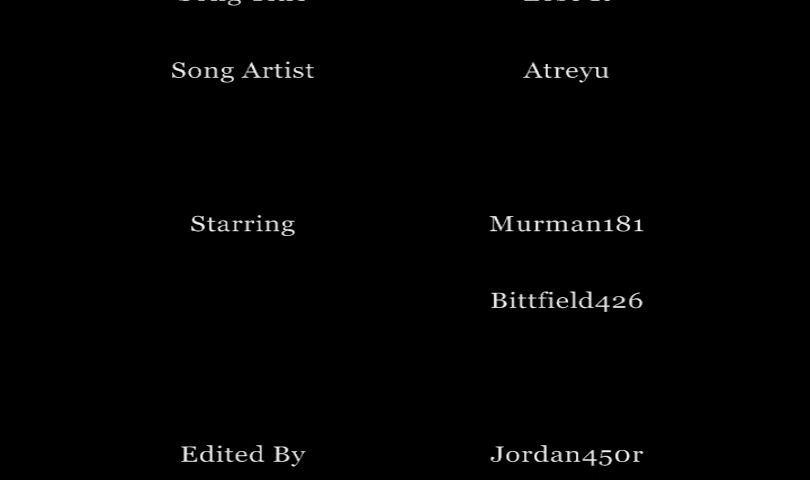 Song Artist Atreyu
Starring Murman181
Bittfield426
Edited By Jordan450r